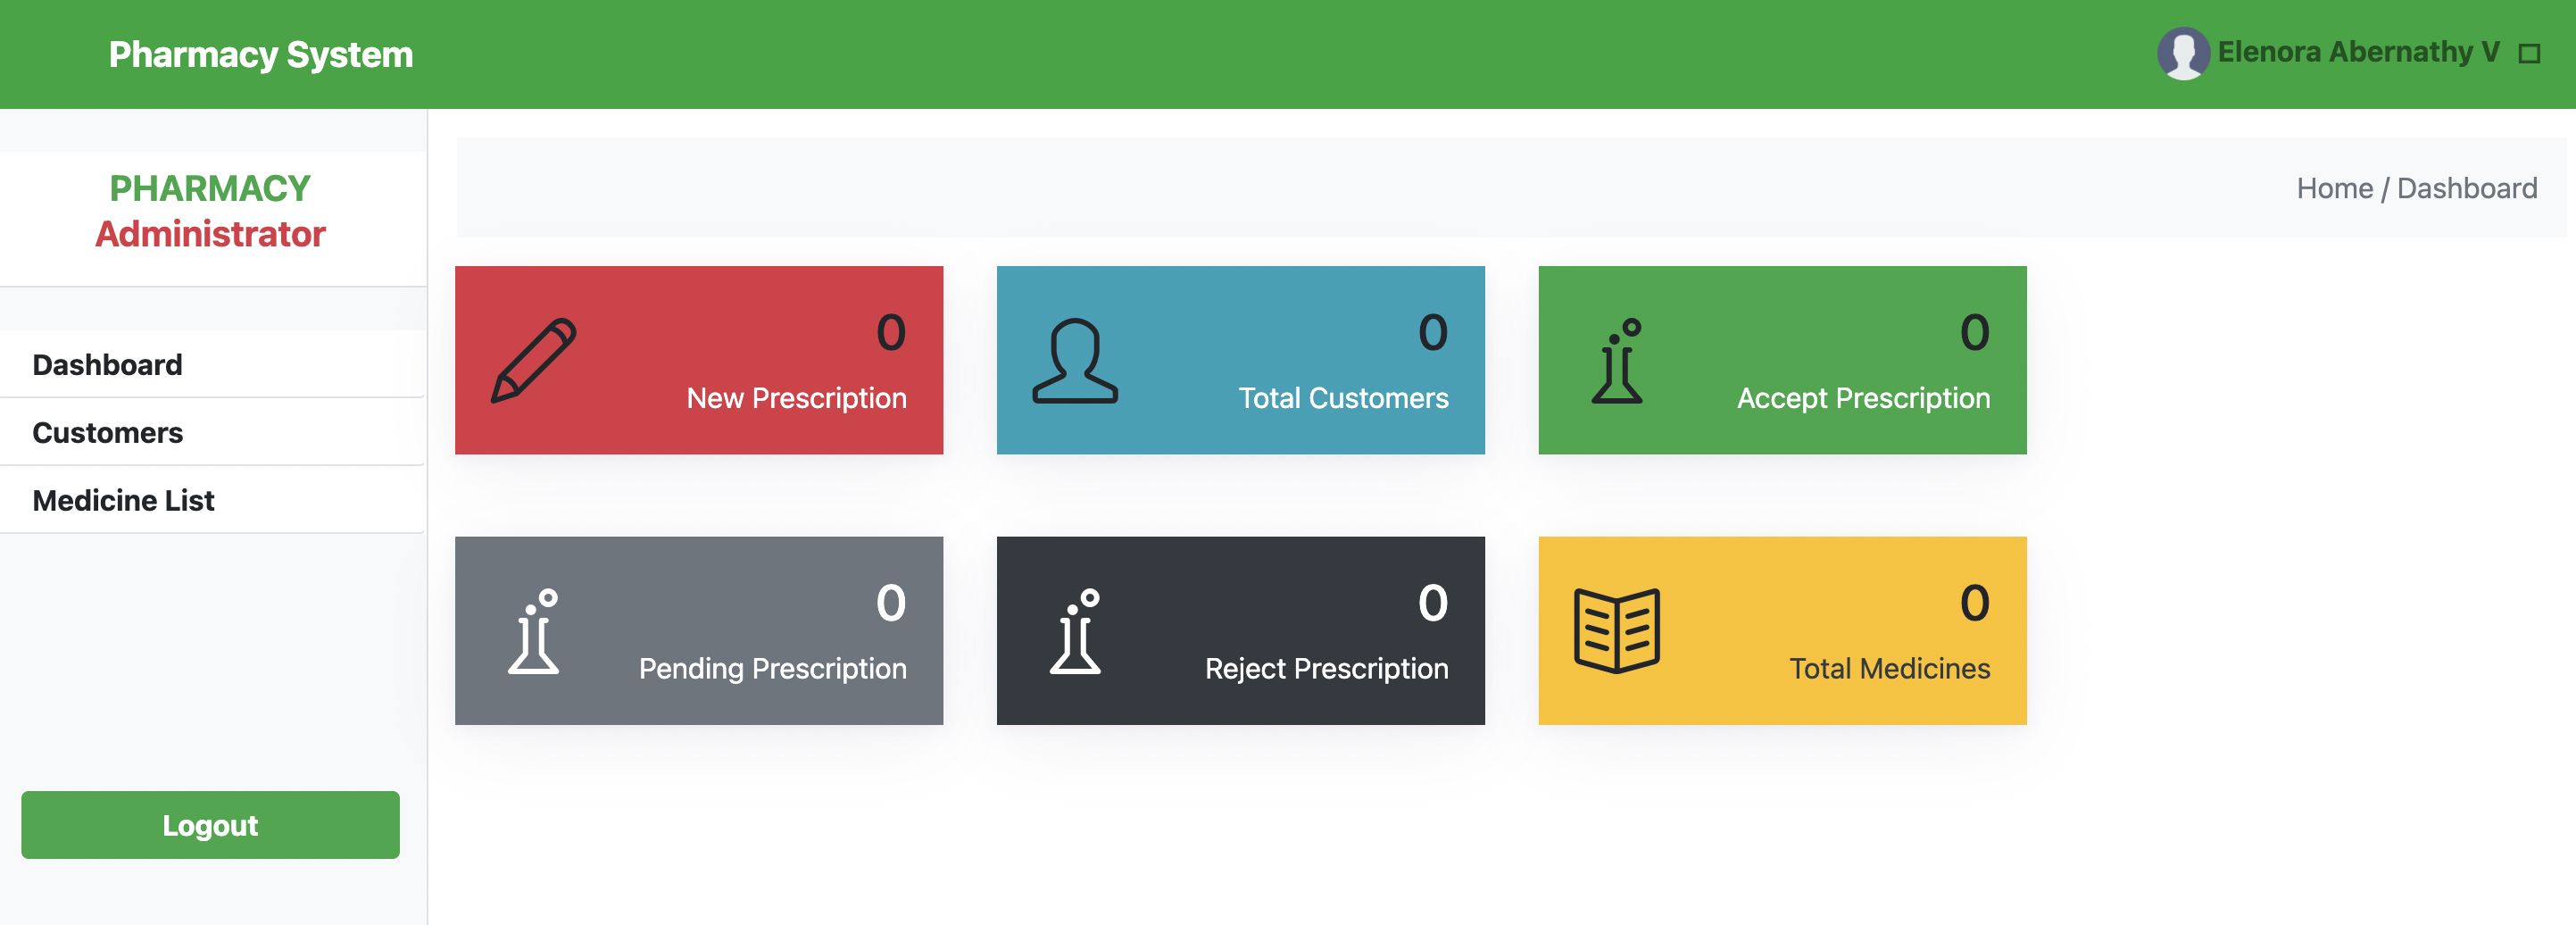 Pharmacy System
Elenora Abernathy V
PHARMACY
Administrator
Home / Dashboard
Dashboard
Customers
Medicine List
Logout
0
New Prescription
0
Total Customers
0
Accept Prescription
0
Pending Prescription
0
Reject Prescription
0
Total Medicines